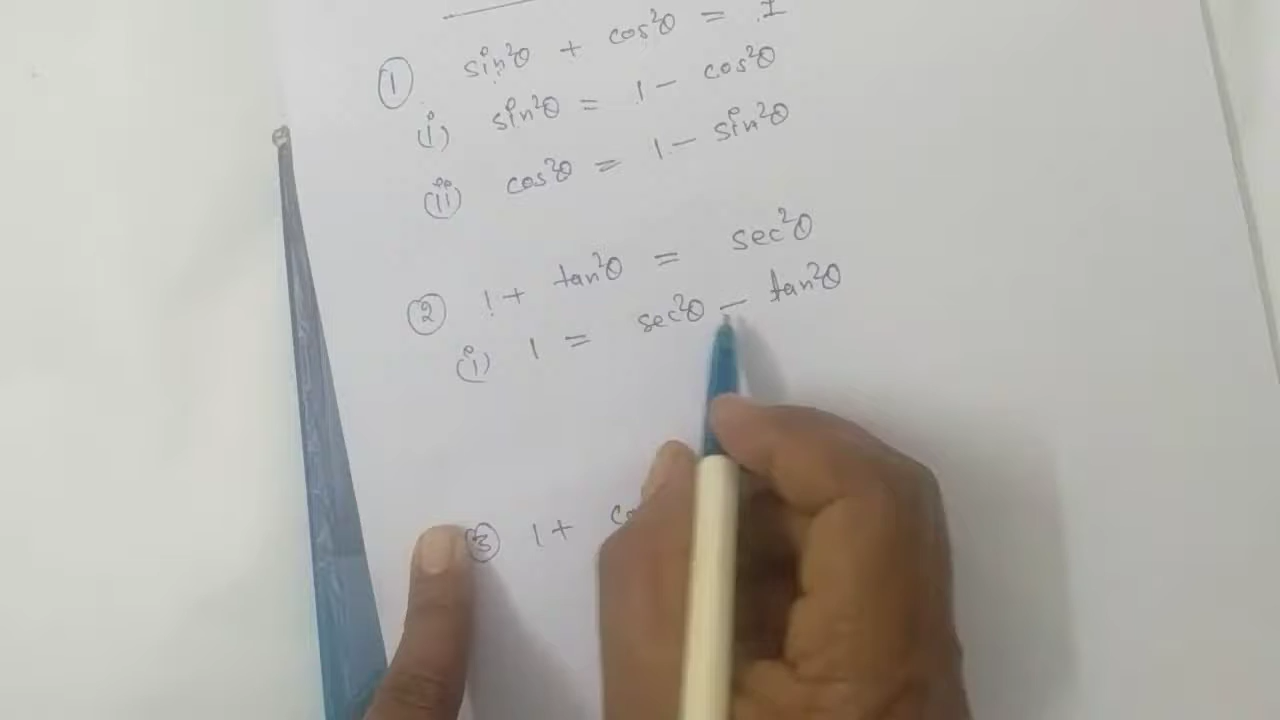 ① sin²θ + cos²θ = 1
(i) sin²θ = 1 - cos²θ
(ii) cos²θ = 1 - sin²θ
② 1 + tan²θ = sec²θ
(i) 1 = sec²θ - tan²θ
③ 1 +